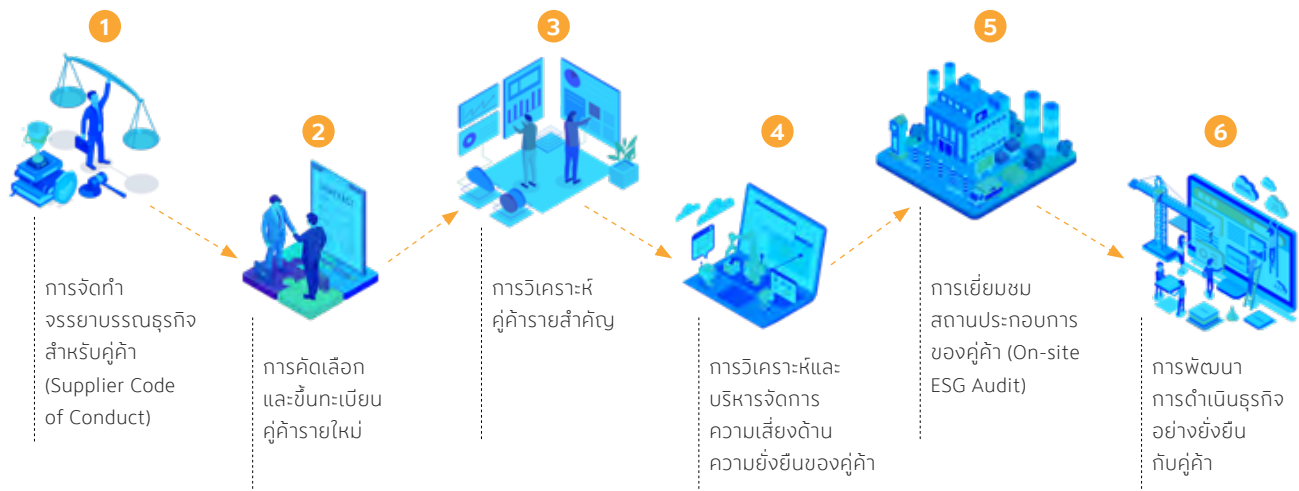 1
การจัดทำ
จรรยาบรรณธุรกิจ
สำหรับคู่ค้า
(Supplier Code
of Conduct)
2
การคัดเลือก
และขึ้นทะเบียน
คู่ค้ารายใหม่
3
การวิเคราะห์
คู่ค้ารายสำคัญ
4
การวิเคราะห์และ
บริหารจัดการ
ความเสี่ยงด้าน
ความยั่งยืนของคู่ค้า
5
การเยี่ยมชม
สถานประกอบการ
ของคู่ค้า (On-site
ESG Audit)
6
การพัฒนา
การดำเนินธุรกิจ
อย่างยั่งยืน
กับคู่ค้า